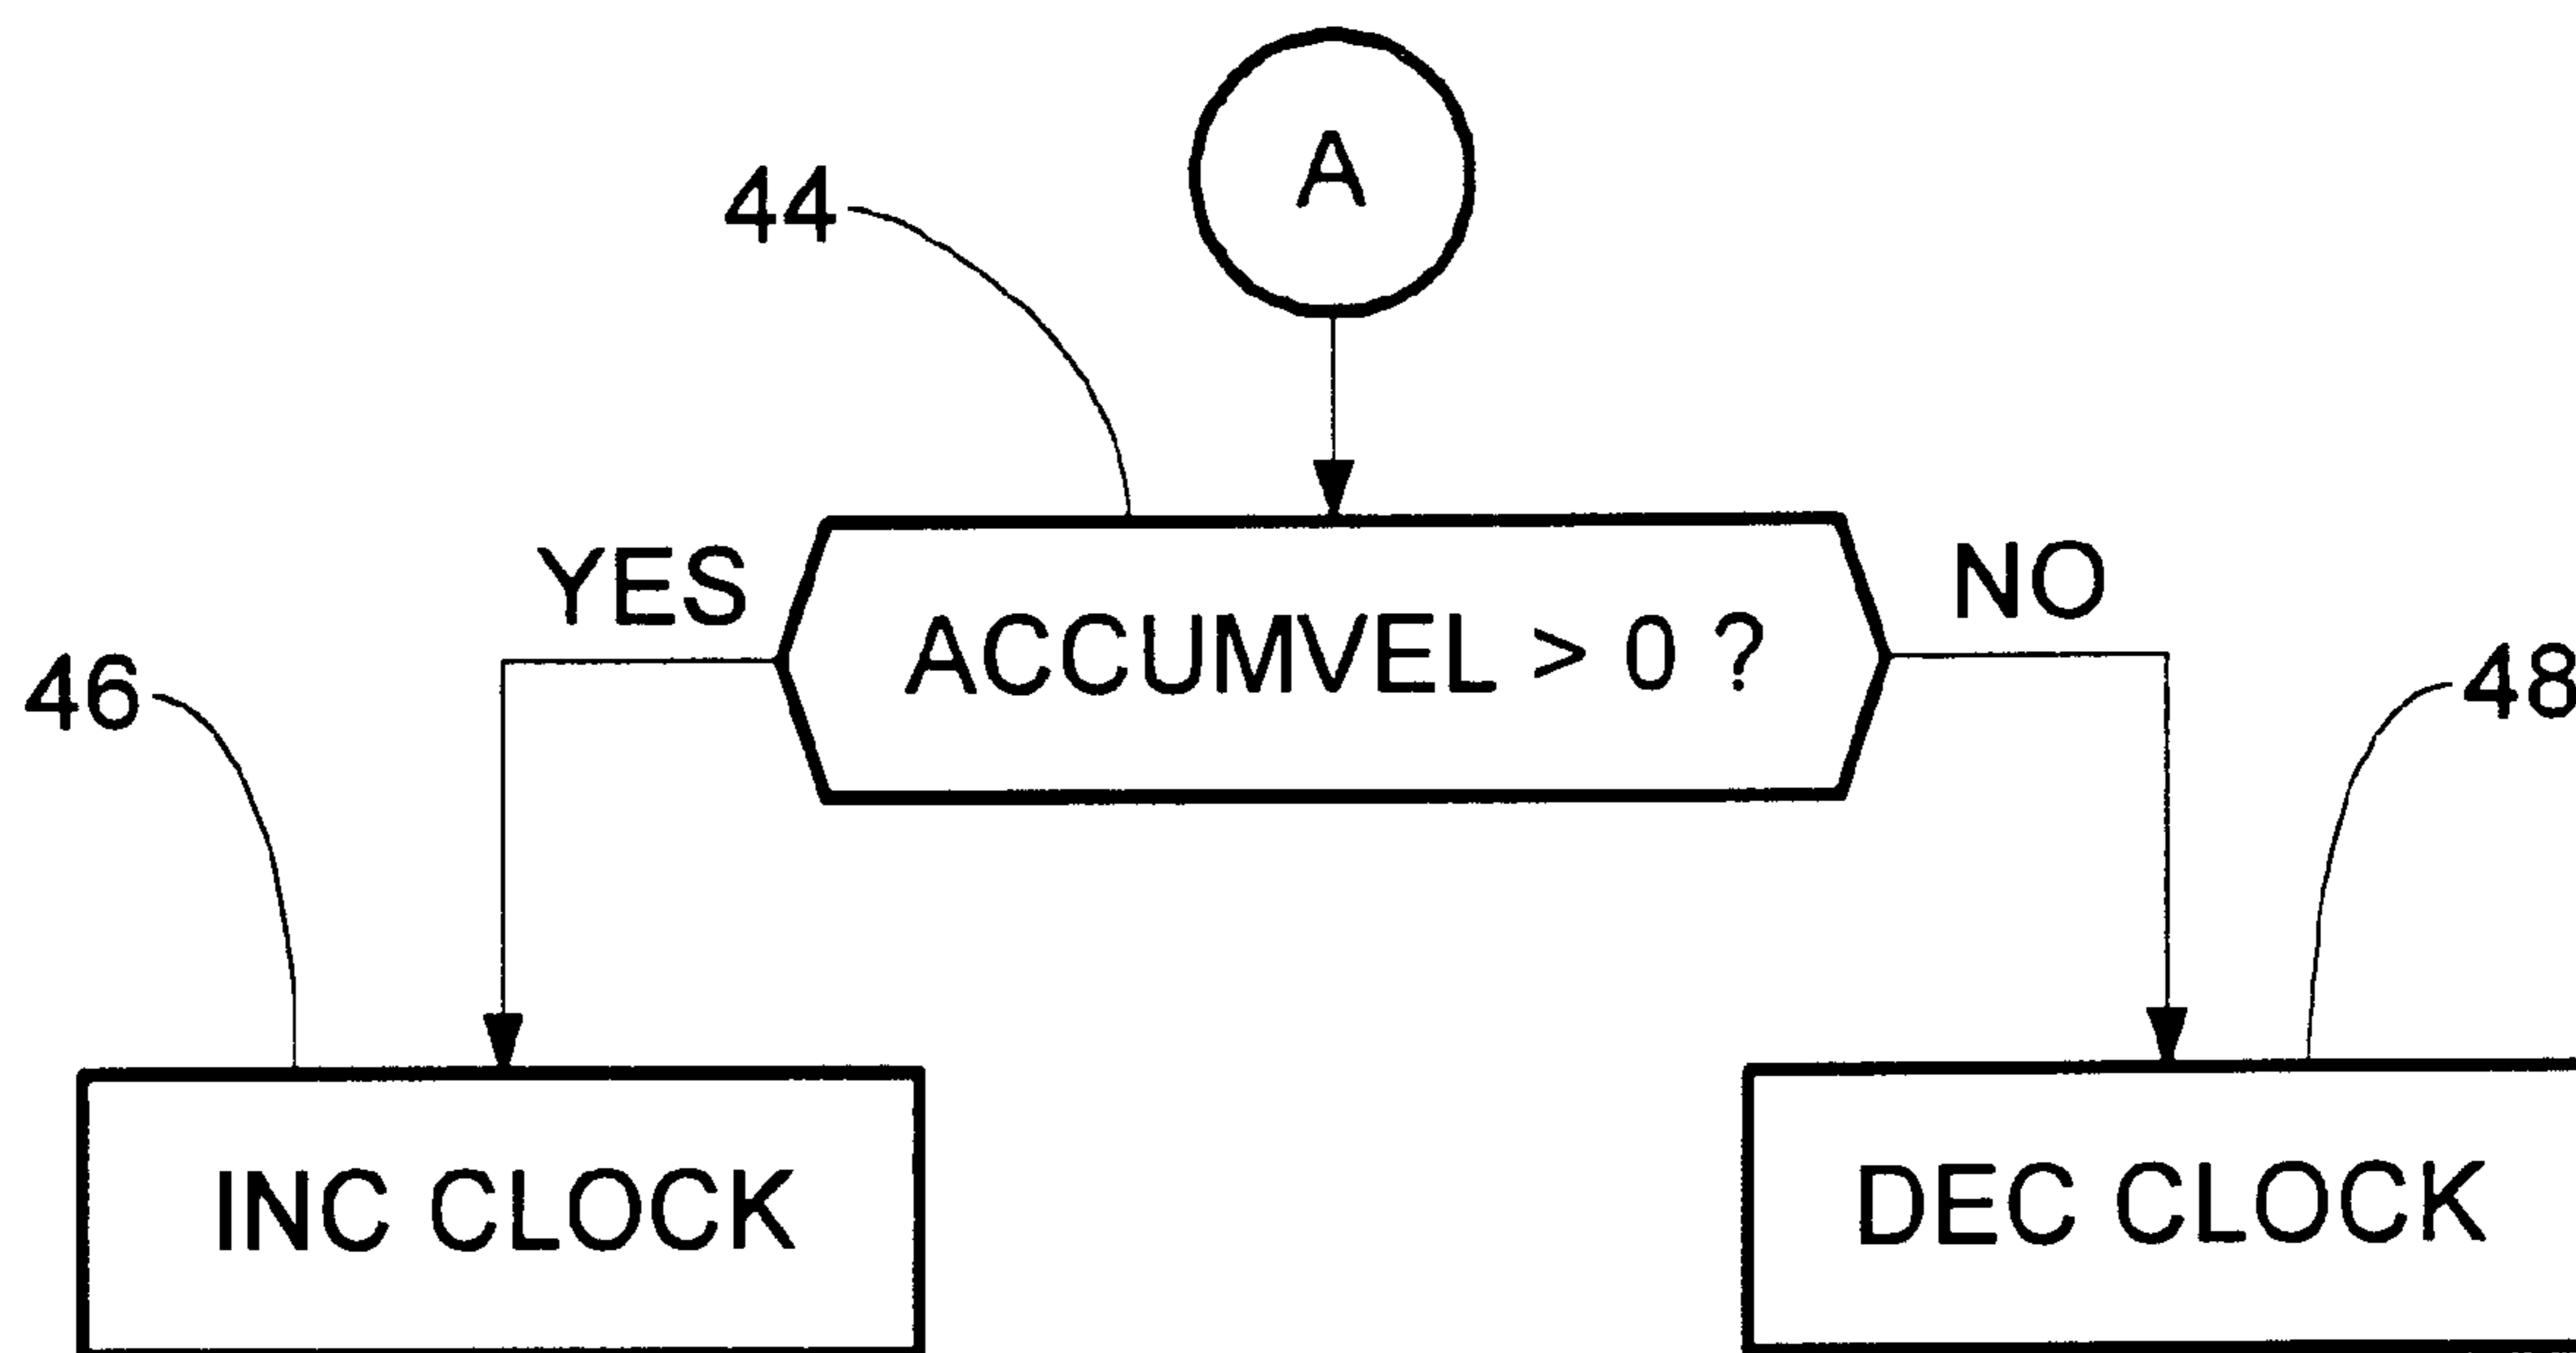 A
44
YES
NO
ACCUMVEL > 0 ?
46
48
INC CLOCK
DEC CLOCK